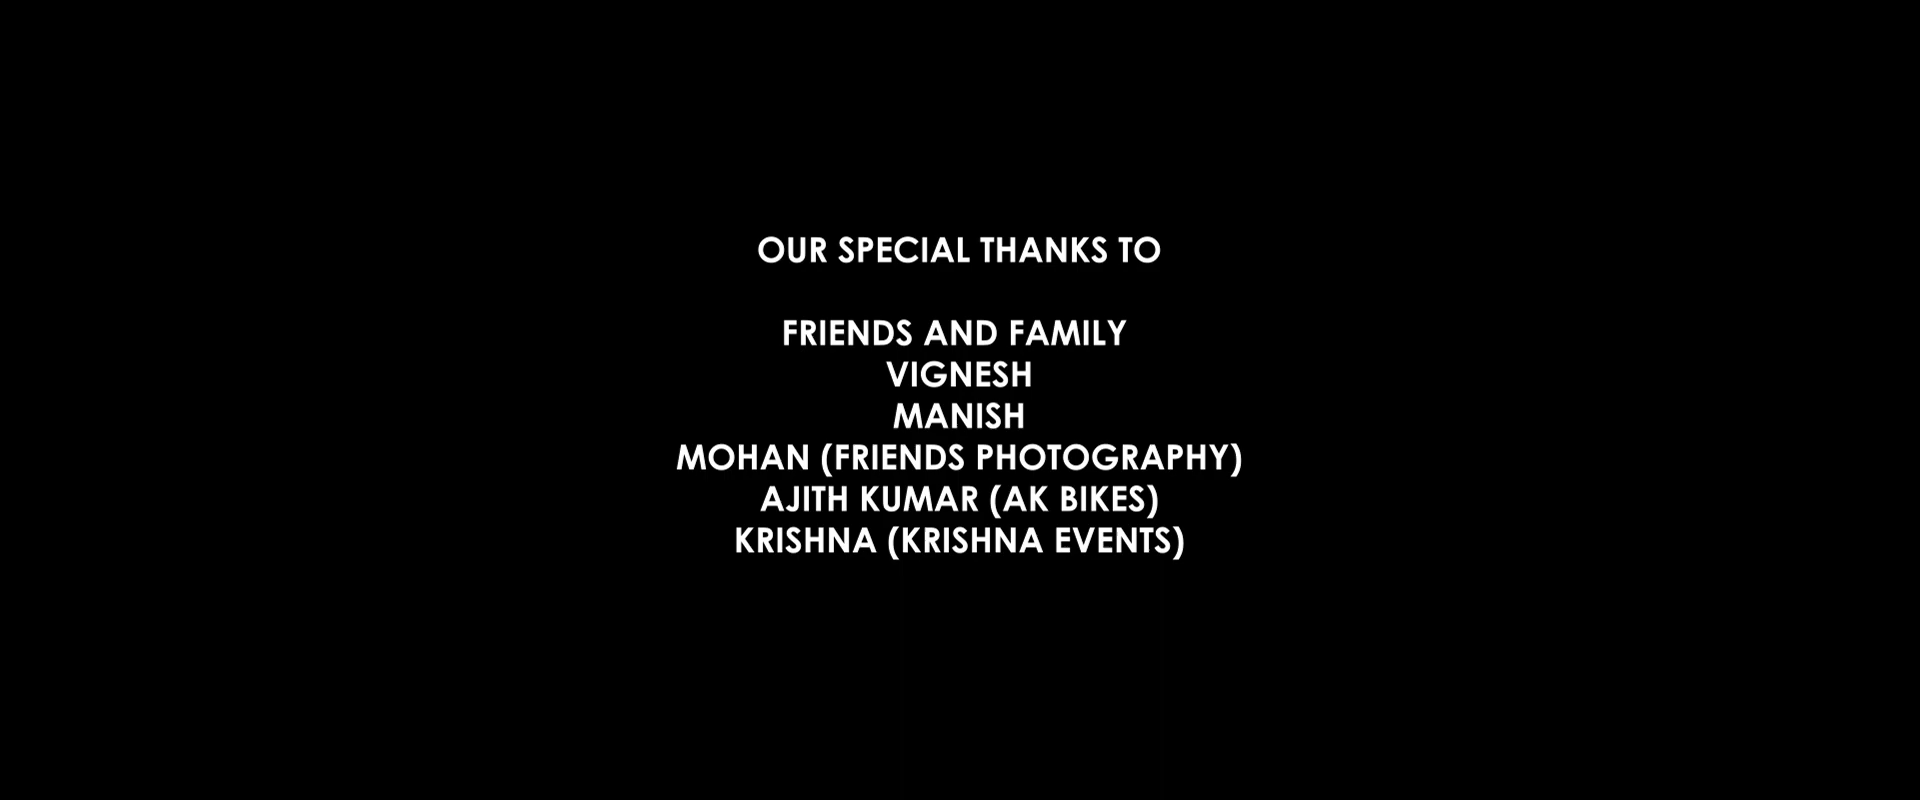 OUR SPECIAL THANKS TO
FRIENDS AND FAMILY
VIGNESH
MANISH
MOHAN (FRIENDS PHOTOGRAPHY)
AJITH KUMAR (AK BIKES)
KRISHNA (KRISHNA EVENTS)